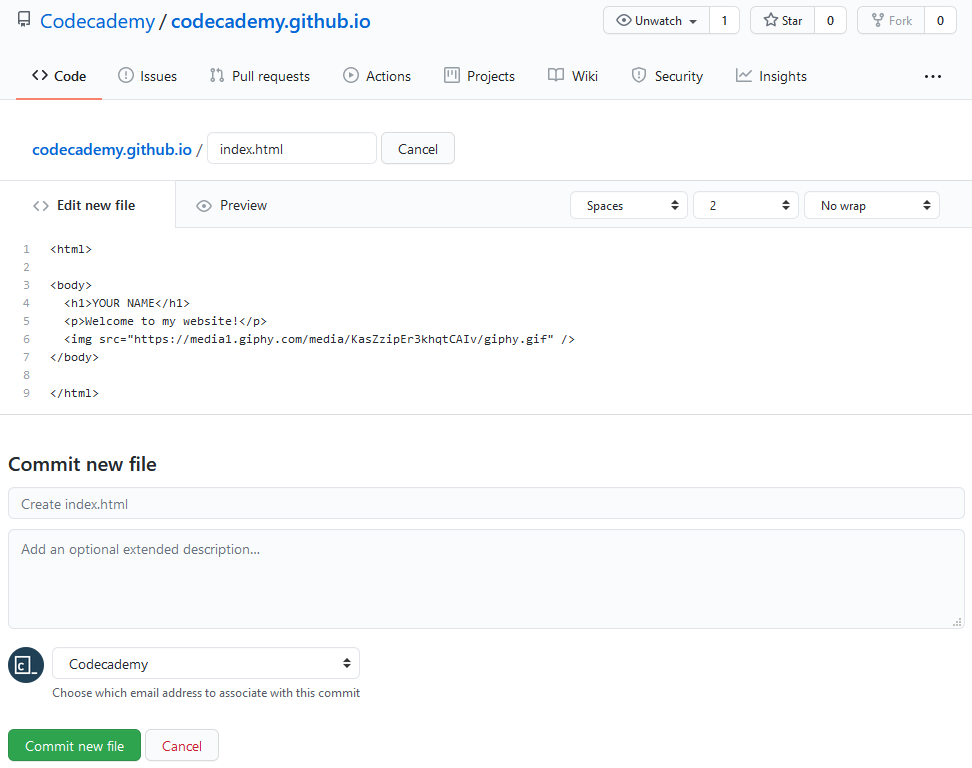 Codecademy / codecademy.github.io Unwatch 1 Star 0 Fork 0
Code Issues Pull requests Actions Projects Wiki Security Insights ...
codecademy.github.io / index.html Cancel
<> Edit new file Preview Spaces 2 No wrap
1 <html>
2
3 <body>
4   <h1>YOUR NAME</h1>
5   <p>Welcome to my website!</p>
6   <img src="https://media1.giphy.com/media/KasZzipEr3khqtCAIv/giphy.gif" />
7 </body>
8
9 </html>
Commit new file
Create index.html
Add an optional extended description...
c_ Codecademy
Choose which email address to associate with this commit
Commit new file Cancel